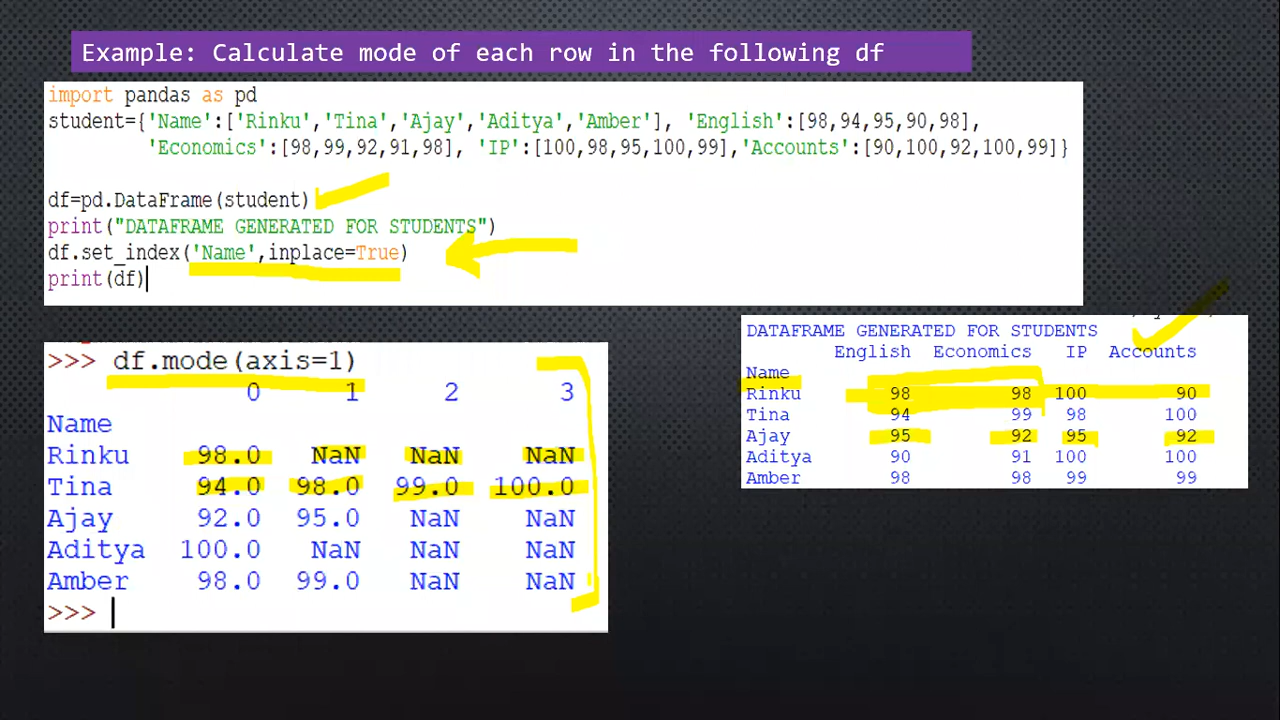 Example: Calculate mode of each row in the following df
import pandas as pd
student={'Name':['Rinku','Tina','Ajay','Aditya','Amber'], 'English':[98,94,95,90,98],
'Economics':[98,99,92,91,98], 'IP':[100,98,95,100,99],'Accounts':[90,100,92,100,99]}
df=pd.DataFrame(student)
print("DATAFRAME GENERATED FOR STUDENTS")
df.set_index('Name',inplace=True)
print(df)
>>> df.mode(axis=1)
0 1 2 3
Name
Rinku 98.0 NaN NaN NaN
Tina 94.0 98.0 99.0 100.0
Ajay 92.0 95.0 NaN NaN
Aditya 100.0 NaN NaN NaN
Amber 98.0 99.0 NaN NaN
>>>
DATAFRAME GENERATED FOR STUDENTS
English Economics IP Accounts
Name
Rinku 98 98 100 90
Tina 94 99 98 100
Ajay 95 92 95 92
Aditya 90 91 100 100
Amber 98 98 99 99